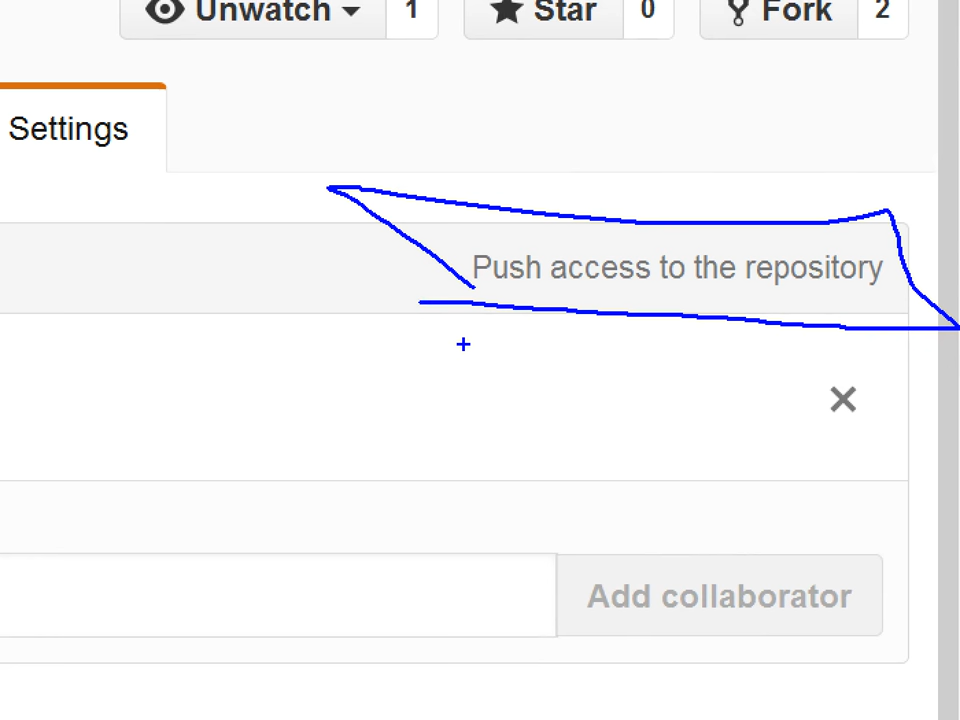 Unwatch 1 Star 0 Fork 2
Settings
Push access to the repository
Add collaborator